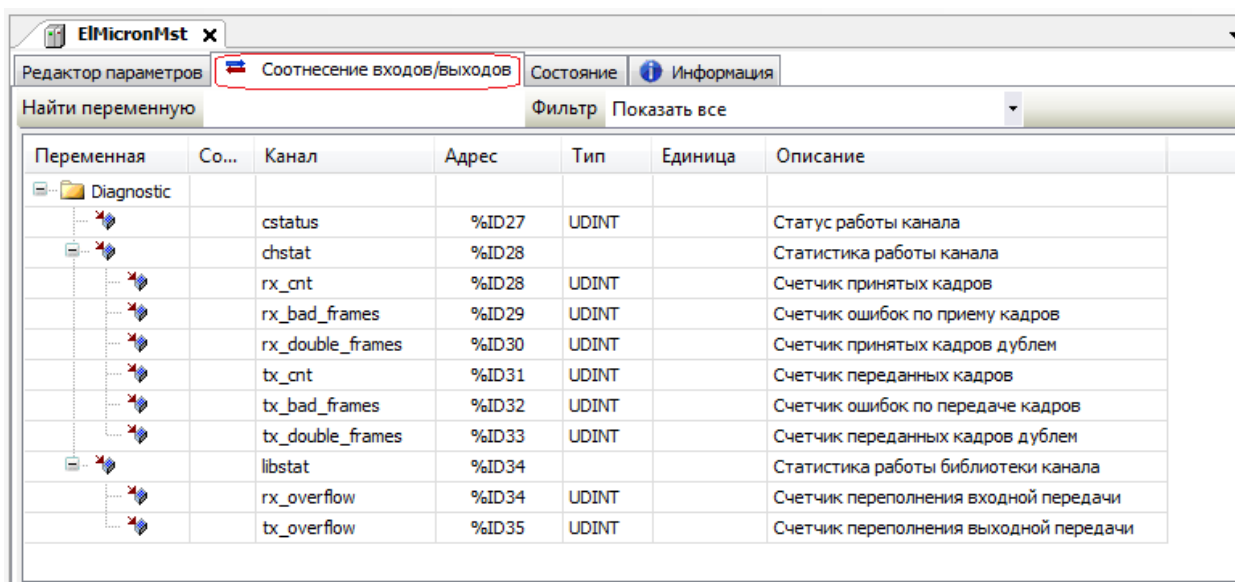 ElMicronMst x
Редактор параметров Соотнесение входов/выходов Состояние Информация
Найти переменную Фильтр Показать все
Переменная Со... Канал Адрес Тип Единица Описание
Diagnostic
cstatus %ID27 UDINT Статус работы канала
chstat %ID28 Статистика работы канала
rx_cnt %ID28 UDINT Счетчик принятых кадров
rx_bad_frames %ID29 UDINT Счетчик ошибок по приему кадров
rx_double_frames %ID30 UDINT Счетчик принятых кадров дублем
tx_cnt %ID31 UDINT Счетчик переданных кадров
tx_bad_frames %ID32 UDINT Счетчик ошибок по передаче кадров
tx_double_frames %ID33 UDINT Счетчик переданных кадров дублем
libstat %ID34 Статистика работы библиотеки канала
rx_overflow %ID34 UDINT Счетчик переполнения входной передачи
tx_overflow %ID35 UDINT Счетчик переполнения выходной передачи